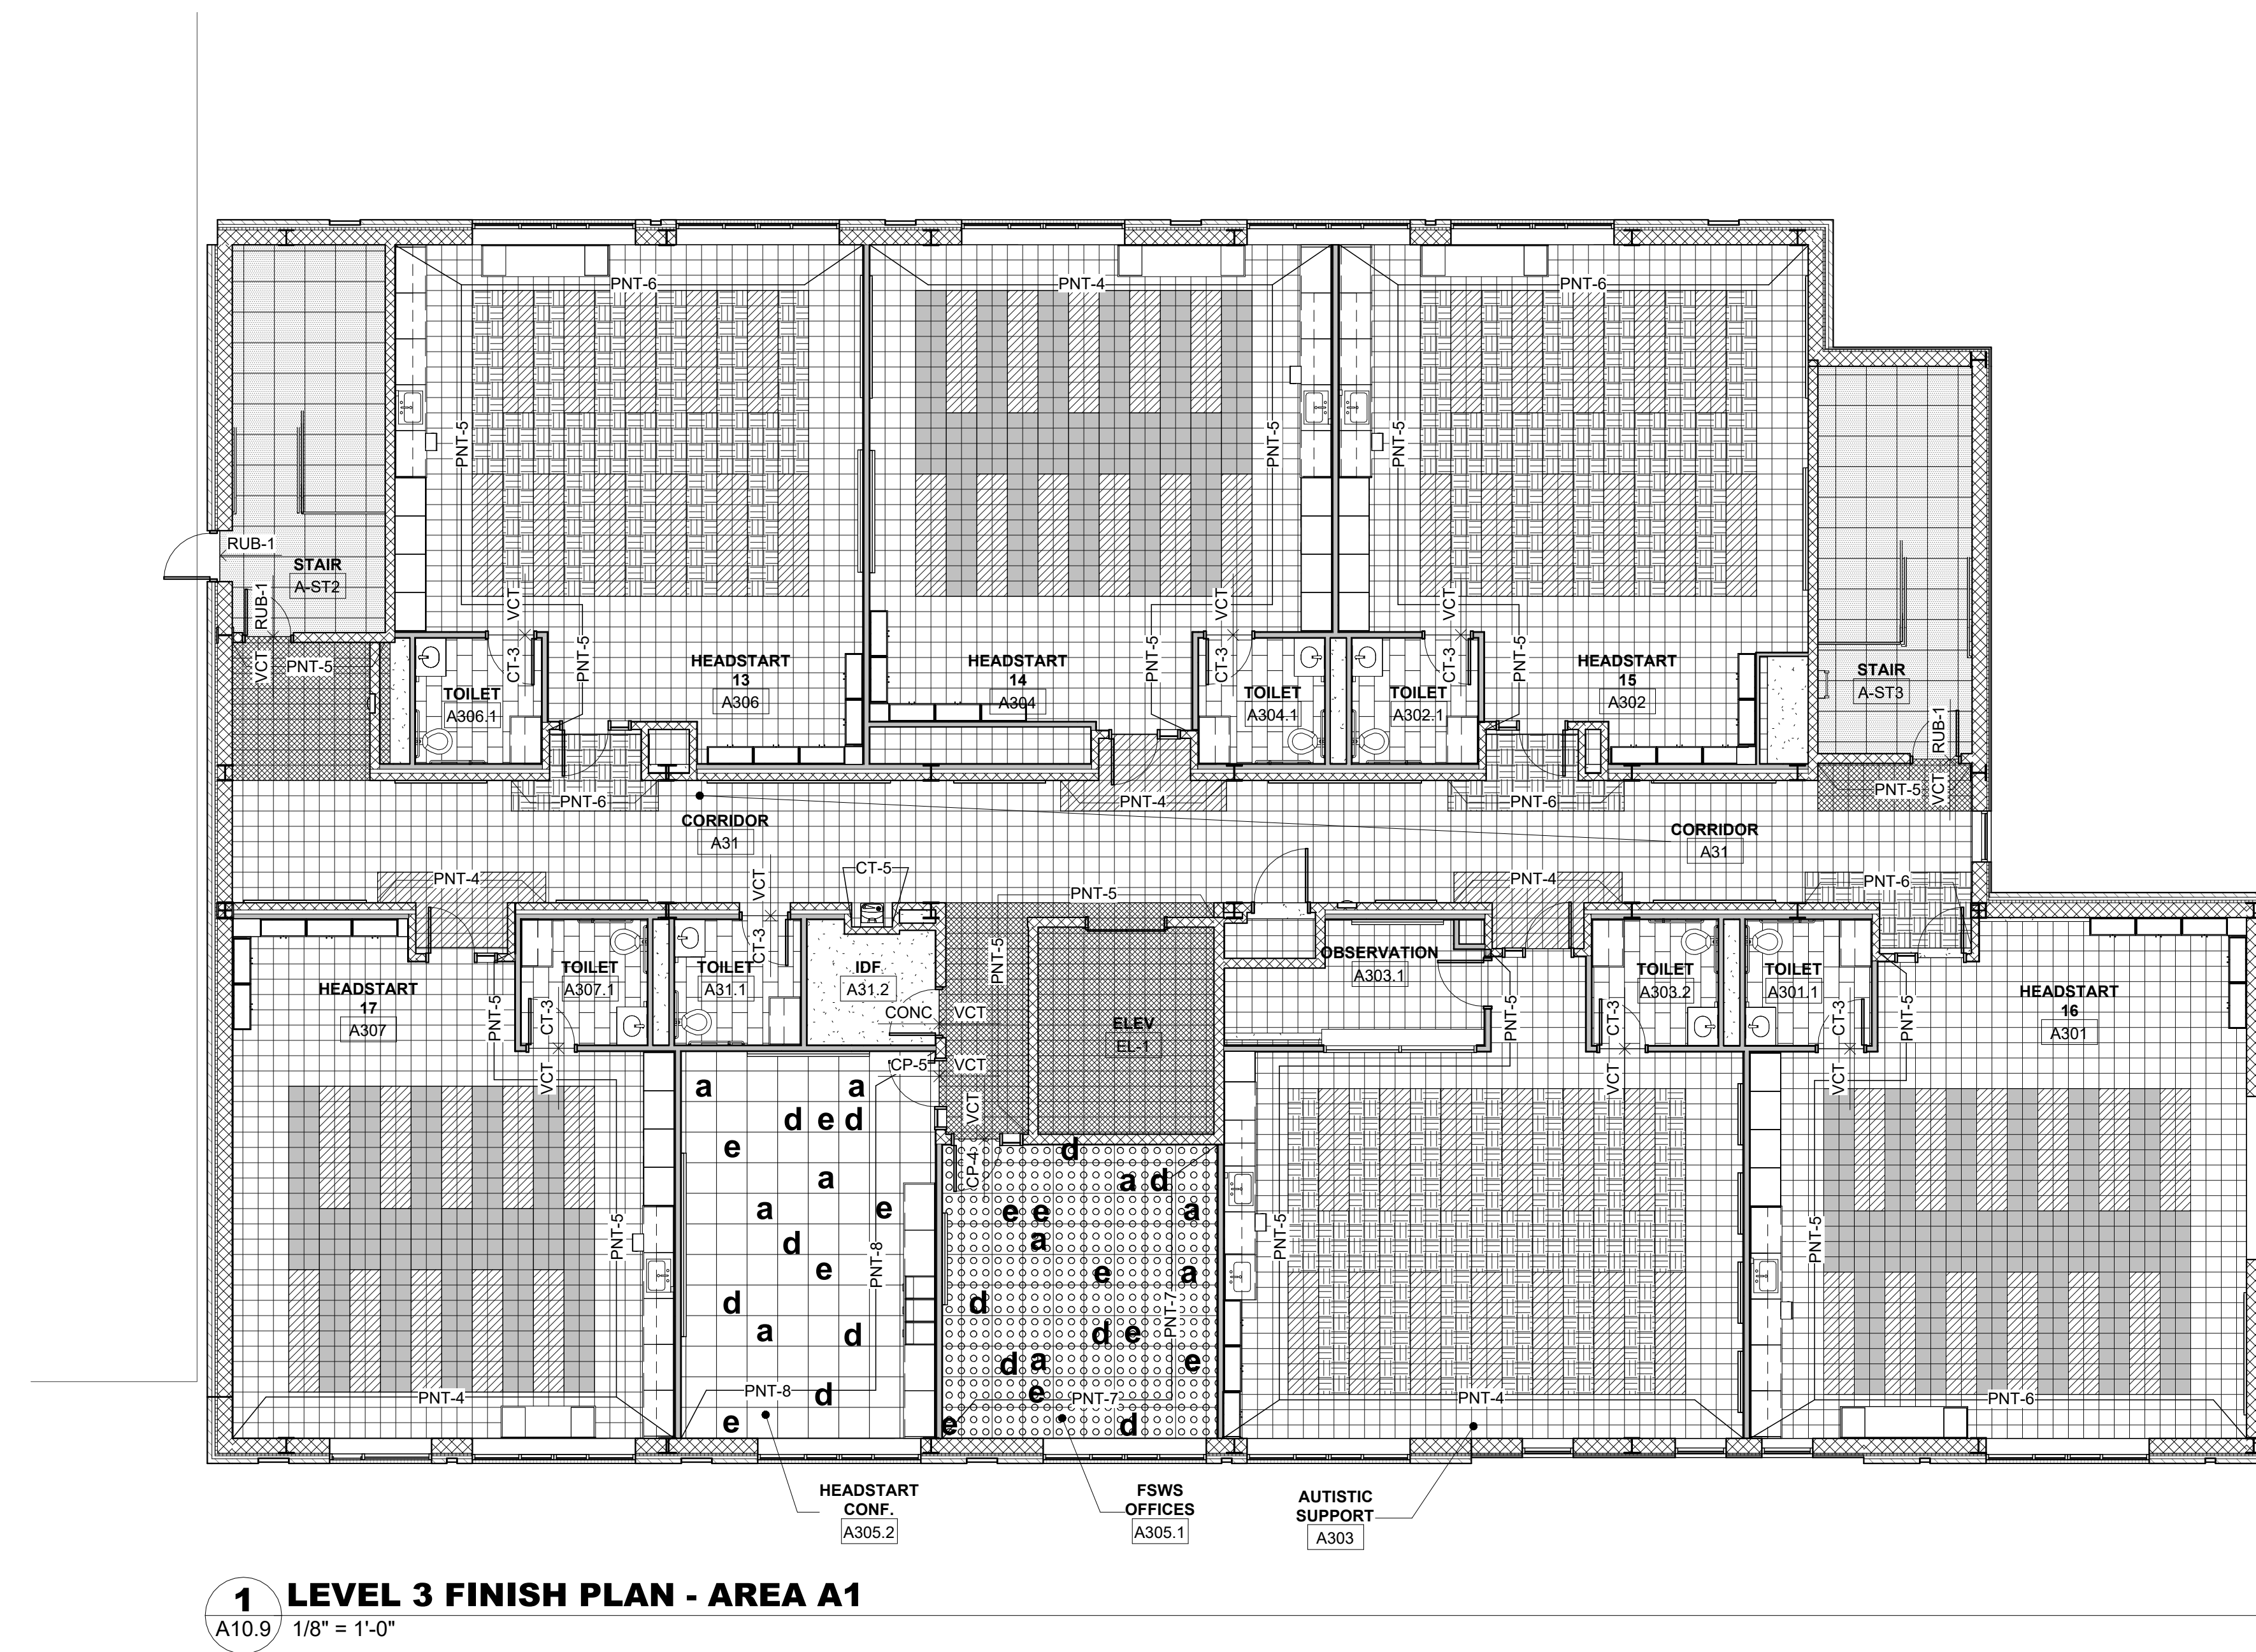 PNT-6
PNT-4
PNT-6
PNT-5
PNT-5
PNT-5
RUB-1
STAIR
A-ST2
RUB-1
VCT
PNT-5
VCT
CT-3
PNT-5
TOILET
A306.1
HEADSTART
13
A306
HEADSTART
14
A304
PNT-5
VCT
CT-3
TOILET
A304.1
TOILET
A302.1
VCT
CT-3
PNT-5
HEADSTART
15
A302
STAIR
A-ST3
RUB-1
VCT
PNT-5
PNT-6
PNT-4
PNT-6
CORRIDOR
A31
CORRIDOR
A31
PNT-4
VCT
CT-5
PNT-5
PNT-4
PNT-6
HEADSTART
17
A307
PNT-5
TOILET
A307.1
CT-3
VCT
TOILET
A31.1
CT-3
IDF
A31.2
CONC
VCT
CP-5
VCT
PNT-5
ELEV
EL-1
OBSERVATION
A303.1
PNT-5
TOILET
A303.2
CT-3
VCT
TOILET
A301.1
CT-3
VCT
PNT-5
HEADSTART
16
A301
VCT
CP-4
a a
d e d
e
a
a e
d
e
d
a d
d
e
d
a d
e e a
a
e a
d
d e
d a e
e
e d
PNT-5
PNT-8
PNT-7
PNT-5
PNT-5
PNT-4
PNT-8
PNT-7
PNT-4
PNT-6
HEADSTART
CONF.
A305.2
FSWS
OFFICES
A305.1
AUTISTIC
SUPPORT
A303
1
A10.9
LEVEL 3 FINISH PLAN - AREA A1
1/8" = 1'-0"